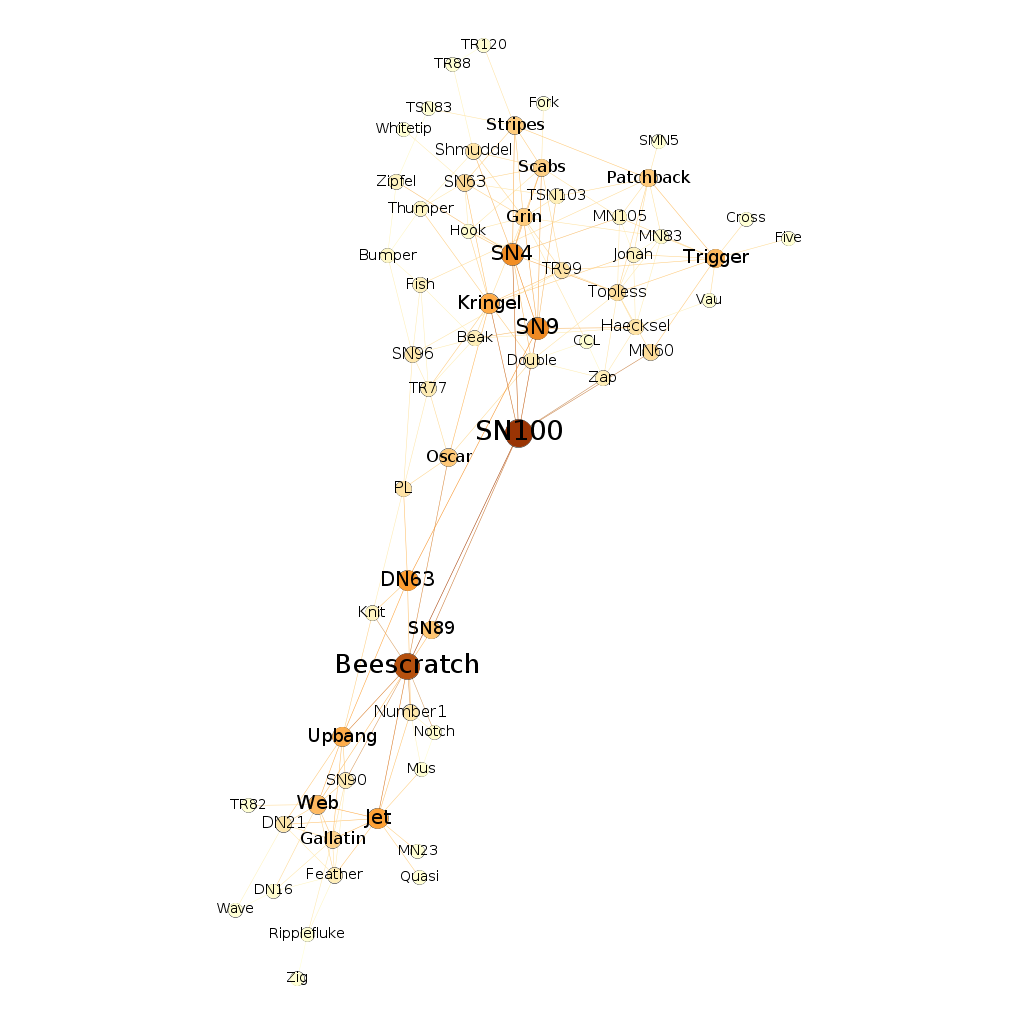 TR120
TR88
Fork
TSN83
Stripes
Whitetip
SMN5
Shmuddel
Scabs
Patchback
Zipfel
SN63
TSN103
Thumper
Grin
MN105
Cross
Hook
MN83
Five
Bumper
SN4
Jonah
Trigger
TR99
Fish
Topless
Vau
Kringel
SN9
Haecksel
Beak
CCL
SN96
Double
MN60
TR77
Zap
SN100
Oscar
PL
DN63
Knit
SN89
Beescratch
Number1
Notch
Upbang
Mus
SN90
TR82
Web
DN21
Jet
Gallatin
MN23
Feather
Quasi
DN16
Wave
Ripplefluke
Zig